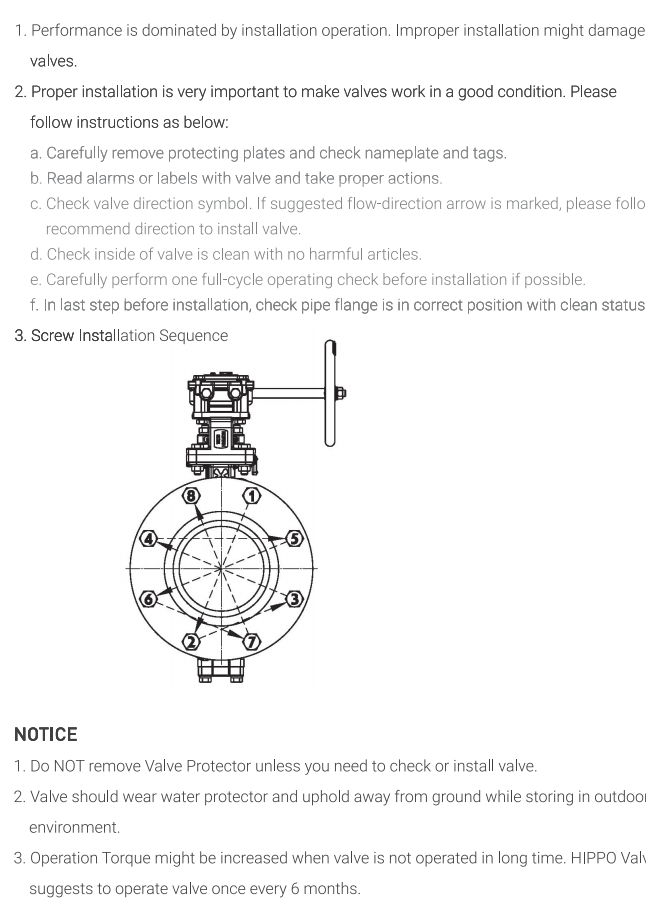 1. Performance is dominated by installation operation. Improper installation might damage
valves.
2. Proper installation is very important to make valves work in a good condition. Please
follow instructions as below:
a. Carefully remove protecting plates and check nameplate and tags.
b. Read alarms or labels with valve and take proper actions.
c. Check valve direction symbol. If suggested flow-direction arrow is marked, please follo
recommend direction to install valve.
d. Check inside of valve is clean with no harmful articles.
e. Carefully perform one full-cycle operating check before installation if possible.
f. In last step before installation, check pipe flange is in correct position with clean status
3. Screw Installation Sequence
8 1
4 5
6 3
2 7
NOTICE
1. Do NOT remove Valve Protector unless you need to check or install valve.
2. Valve should wear water protector and uphold away from ground while storing in outdoor
environment.
3. Operation Torque might be increased when valve is not operated in long time. HIPPO Valv
suggests to operate valve once every 6 months.